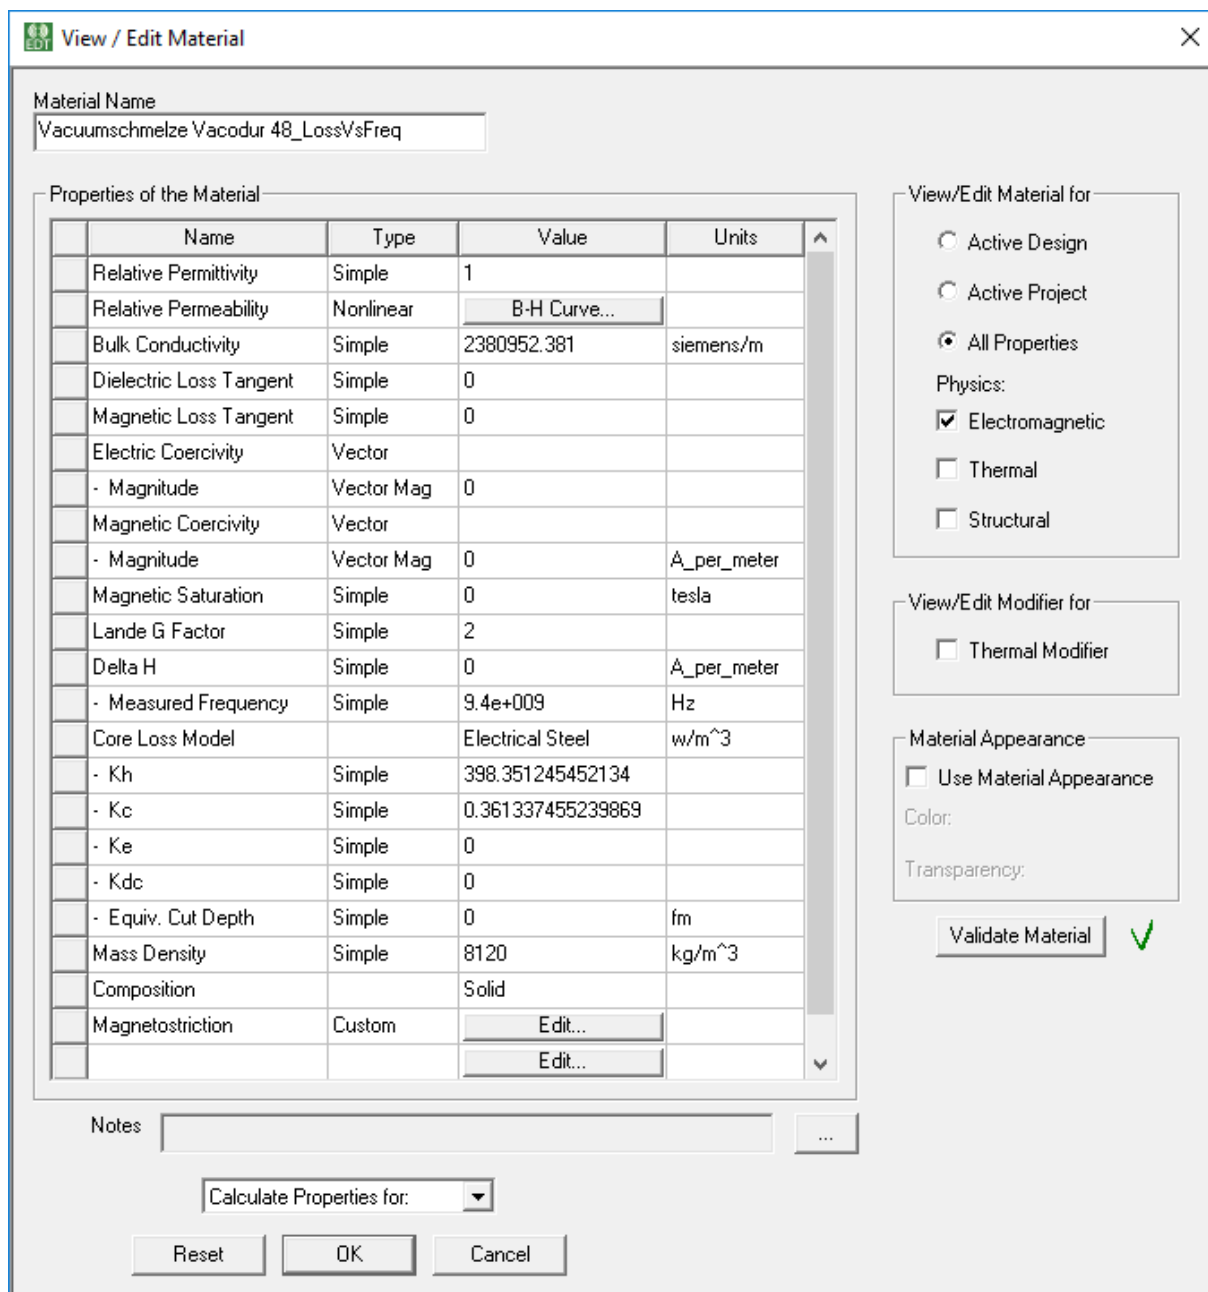 EDT View / Edit Material
Material Name
Vacuumschmelze Vacodur 48_LossVsFreq
Properties of the Material
Name Type Value Units
Relative Permittivity Simple 1
Relative Permeability Nonlinear B-H Curve...
Bulk Conductivity Simple 2380952.381 siemens/m
Dielectric Loss Tangent Simple 0
Magnetic Loss Tangent Simple 0
Electric Coercivity Vector
- Magnitude Vector Mag 0
Magnetic Coercivity Vector
- Magnitude Vector Mag 0 A_per_meter
Magnetic Saturation Simple 0 tesla
Lande G Factor Simple 2
Delta H Simple 0 A_per_meter
- Measured Frequency Simple 9.4e+009 Hz
Core Loss Model Electrical Steel w/m^3
- Kh Simple 398.351245452134
- Kc Simple 0.361337455239869
- Ke Simple 0
- Kdc Simple 0
- Equiv. Cut Depth Simple 0 fm
Mass Density Simple 8120 kg/m^3
Composition Solid
Magnetostriction Custom Edit...
Edit...
View/Edit Material for
Active Design
Active Project
All Properties
Physics:
Electromagnetic
Thermal
Structural
View/Edit Modifier for
Thermal Modifier
Material Appearance
Use Material Appearance
Color:
Transparency:
Validate Material
Notes ...
Calculate Properties for:
Reset OK Cancel